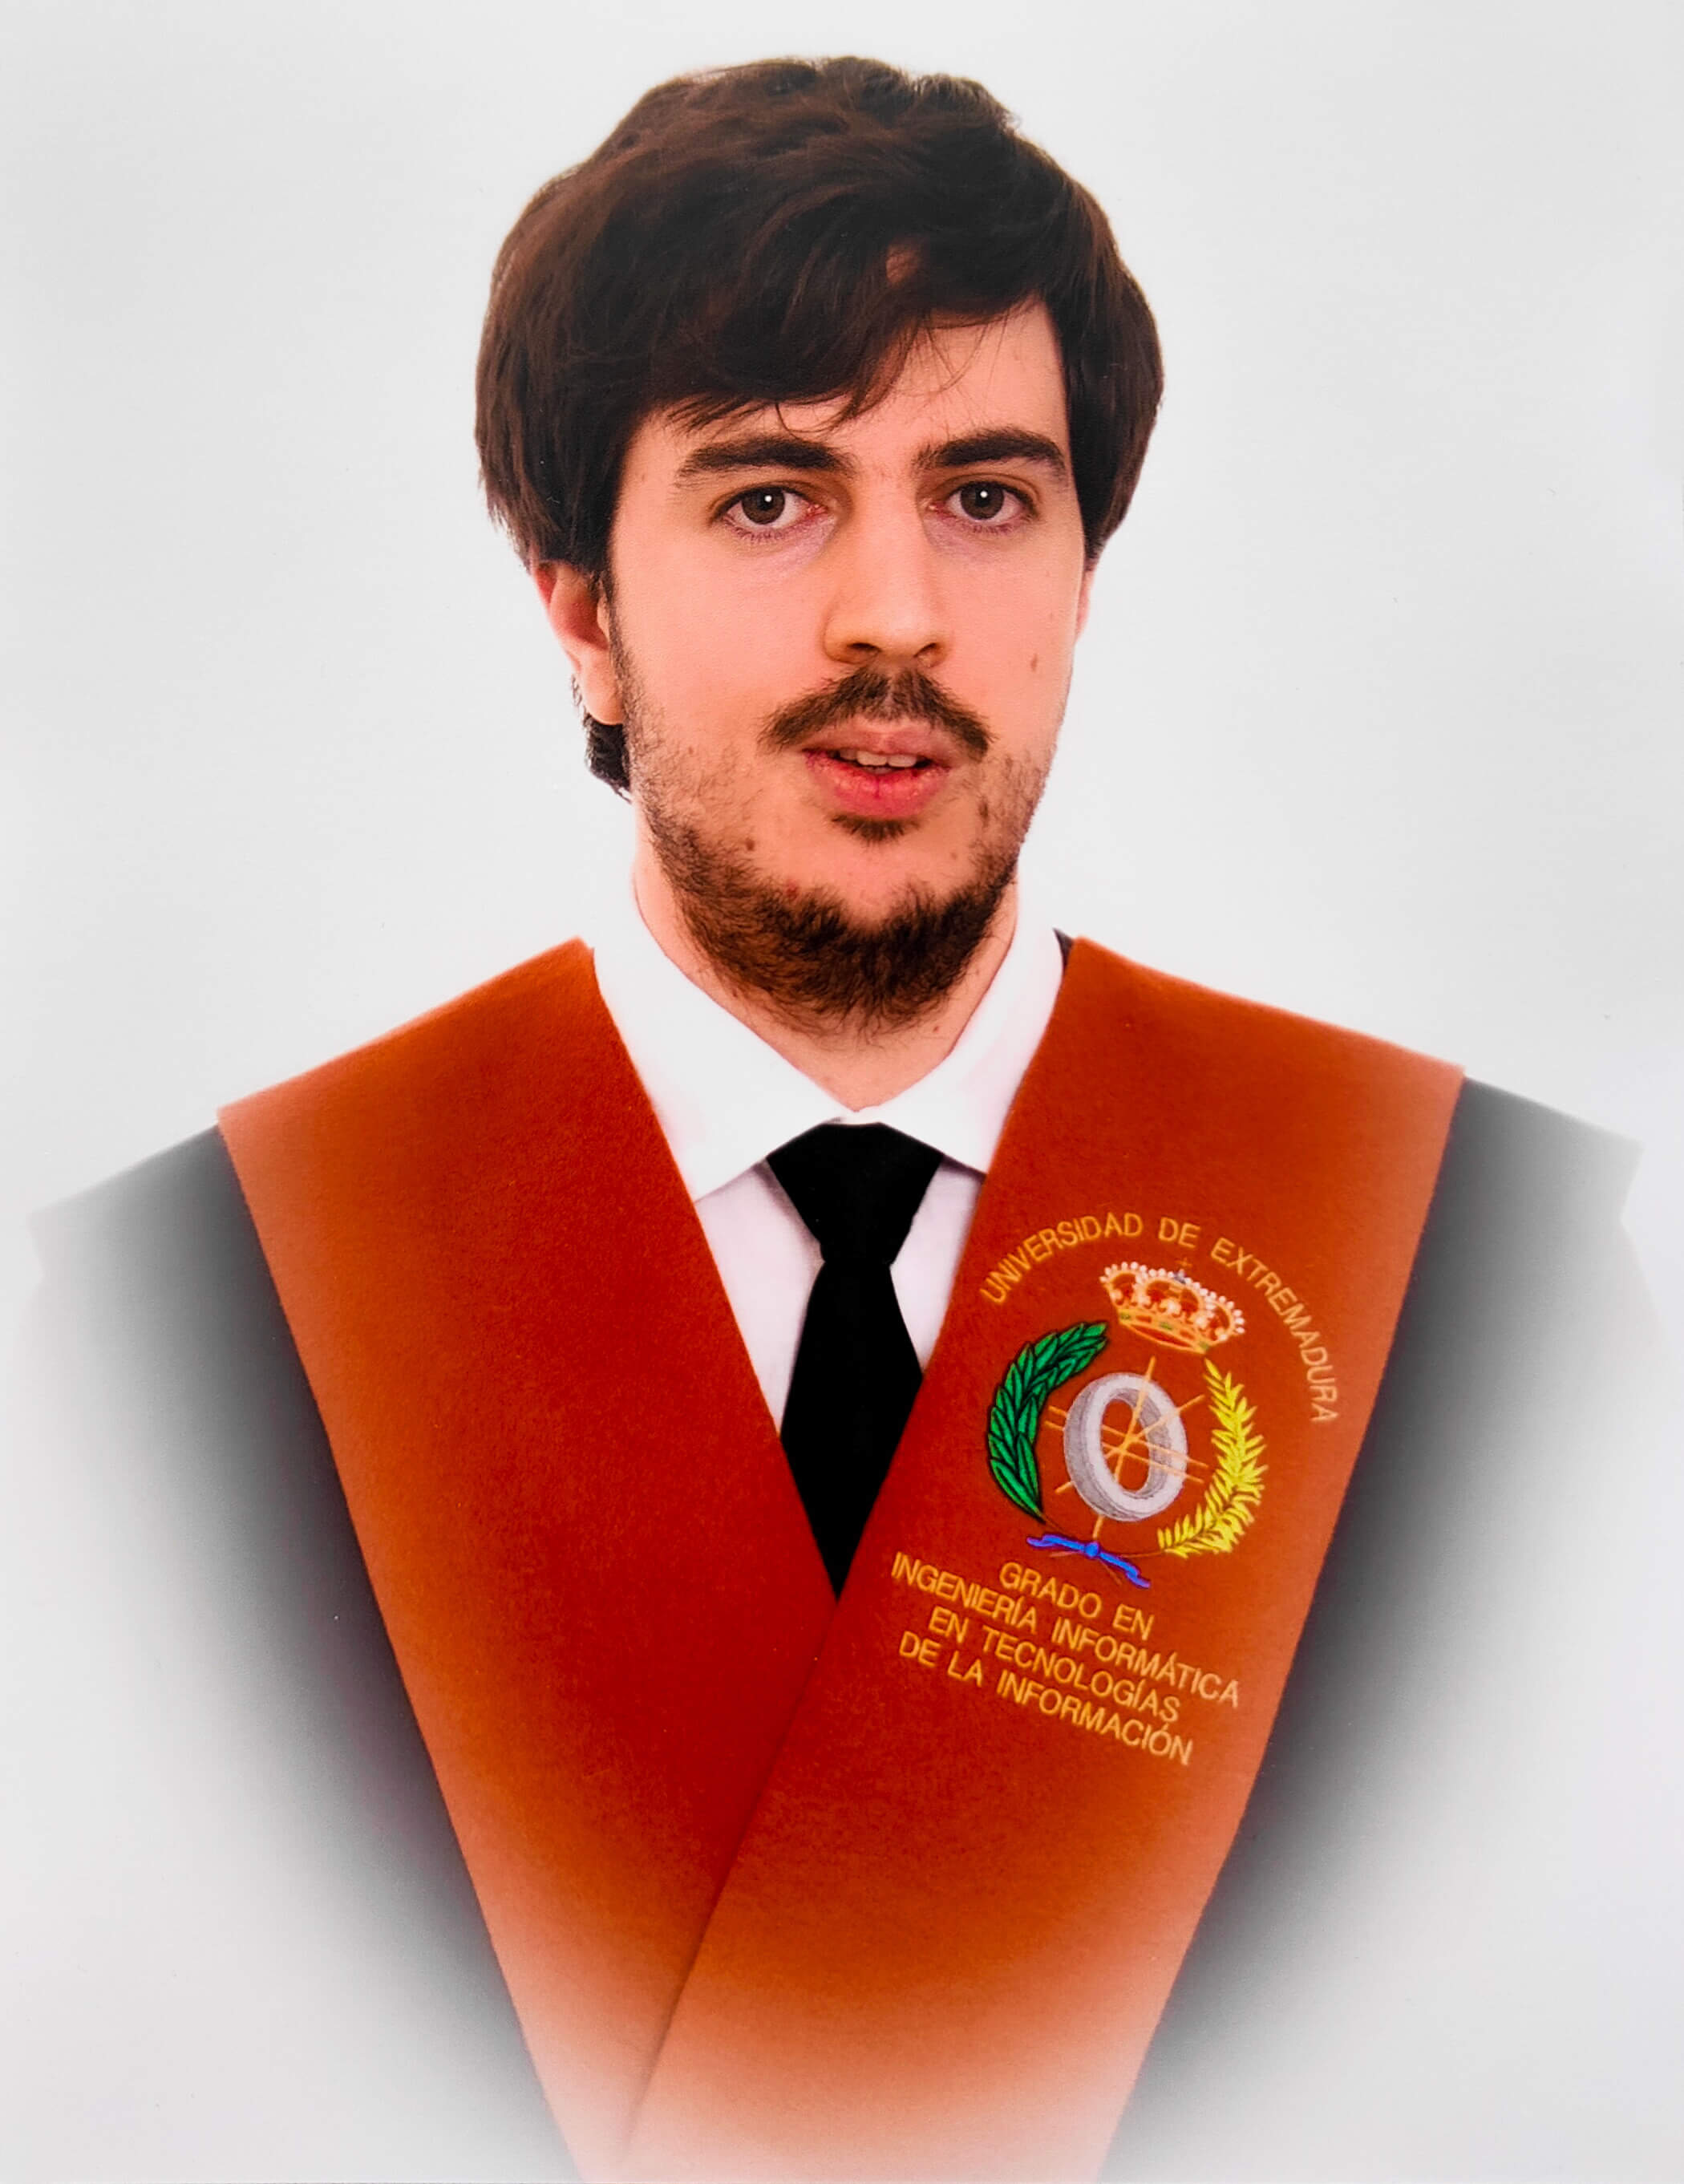 UNIVERSIDAD DE EXTREMADURA
GRADO EN
INGENIERÍA INFORMÁTICA
EN TECNOLOGÍAS
DE LA INFORMACIÓN